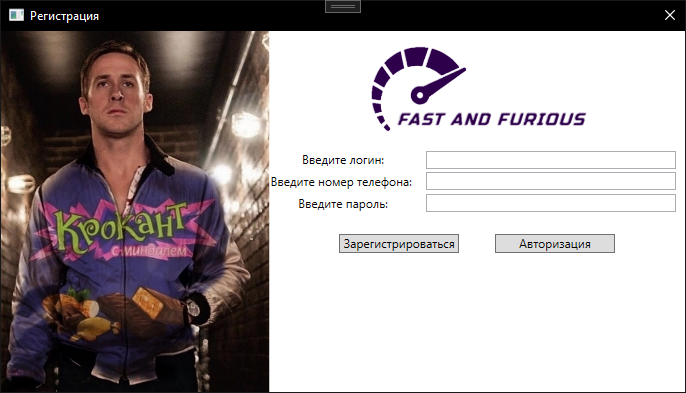 Регистрация
FAST AND FURIOUS
Введите логин:
Введите номер телефона:
Введите пароль:
Зарегистрироваться
Авторизация
Крокант
с миндалем